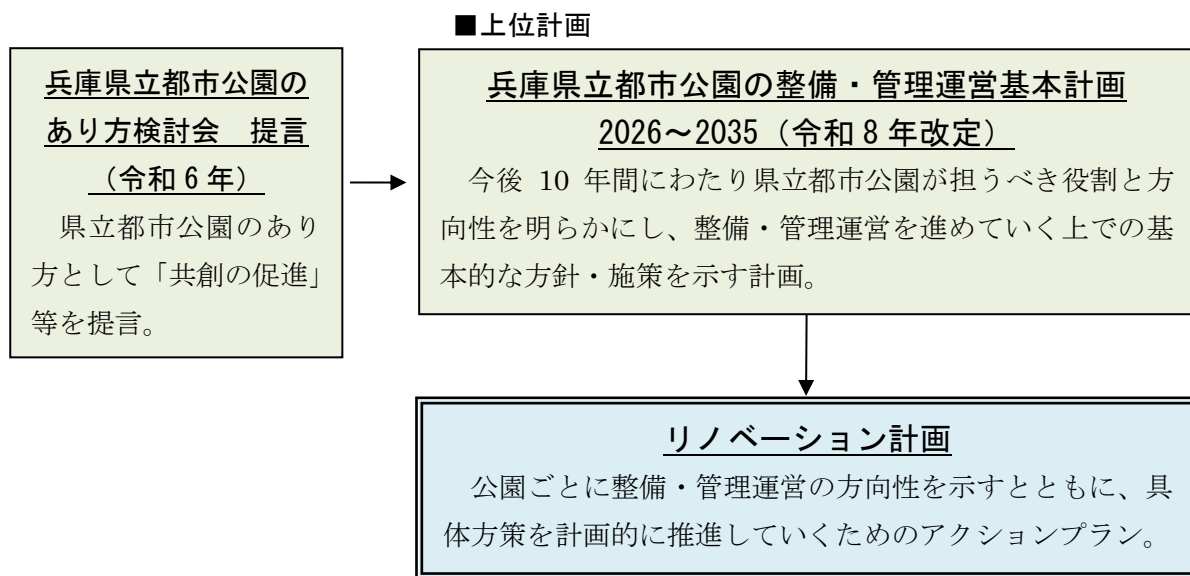 ■上位計画
兵庫県立都市公園の
あり方検討会　提言
（令和６年）
県立都市公園のあり
方として「共創の促進」
等を提言。
兵庫県立都市公園の整備・管理運営基本計画
2026～2035（令和８年改定）
今後 10 年間にわたり県立都市公園が担うべき役割と方
向性を明らかにし、整備・管理運営を進めていく上での基
本的な方針・施策を示す計画。
リノベーション計画
公園ごとに整備・管理運営の方向性を示すとともに、具
体方策を計画的に推進していくためのアクションプラン。